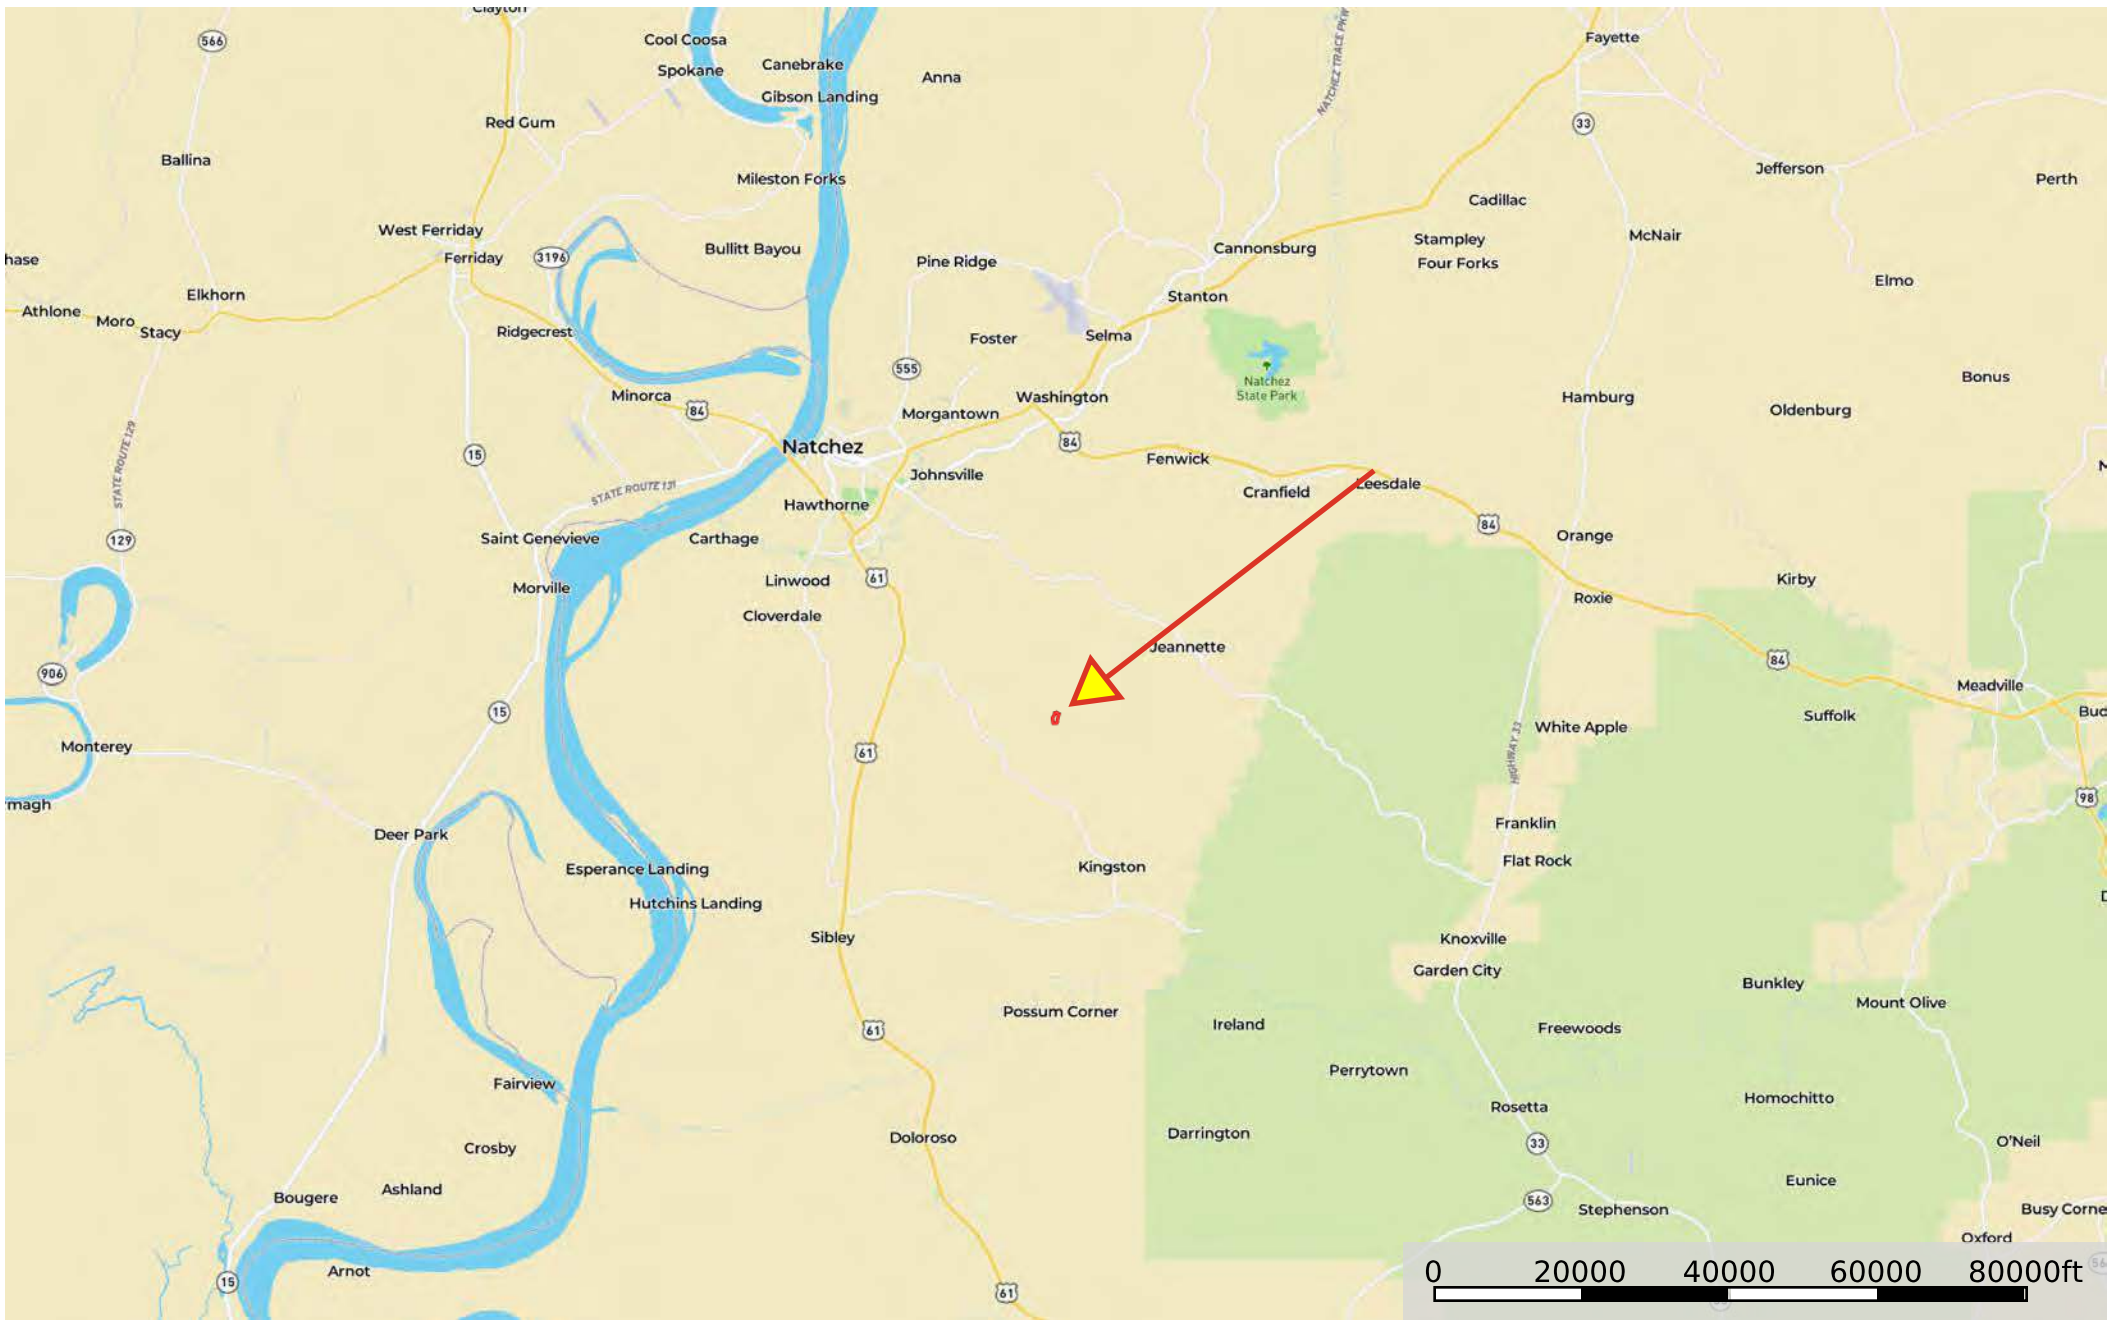 Clayton
566
Cool Coosa
Spokane
Canebrake
Gibson Landing
Anna
NATCHEZ TRACE PKW
Fayette
33
Red Gum
Ballina
Mileston Forks
Jefferson
Perth
Cadillac
West Ferriday
Ferriday
3196
Bullitt Bayou
Pine Ridge
Cannonsburg
Stampley
Four Forks
McNair
hase
Elkhorn
Elmo
Athlone
Moro
Stacy
Ridgecrest
Stanton
Foster
Selma
555
Natchez
State Park
Bonus
Minorca
84
Morgantown
Washington
Hamburg
Oldenburg
STATE ROUTE 129
15
Natchez
84
Fenwick
Johnsville
Cranfield
Leesdale
STATE ROUTE 131
Hawthorne
84
129
Saint Genevieve
Carthage
Orange
Morville
Linwood
61
Kirby
Roxie
Cloverdale
Jeannette
906
84
Meadville
15
Suffolk
Bud
White Apple
HIGHWAY 33
Monterey
61
rmagh
98
Deer Park
Franklin
Flat Rock
Esperance Landing
Kingston
Hutchins Landing
Sibley
Knoxville
Garden City
Bunkley
Mount Olive
Possum Corner
Ireland
Freewoods
61
Perrytown
Fairview
Rosetta
Homochitto
Doloroso
Darrington
33
O'Neil
Crosby
Ashland
Eunice
Bougere
563
Stephenson
Busy Corne
Oxford
Arnot
15
61
0 20000 40000 60000 80000ft